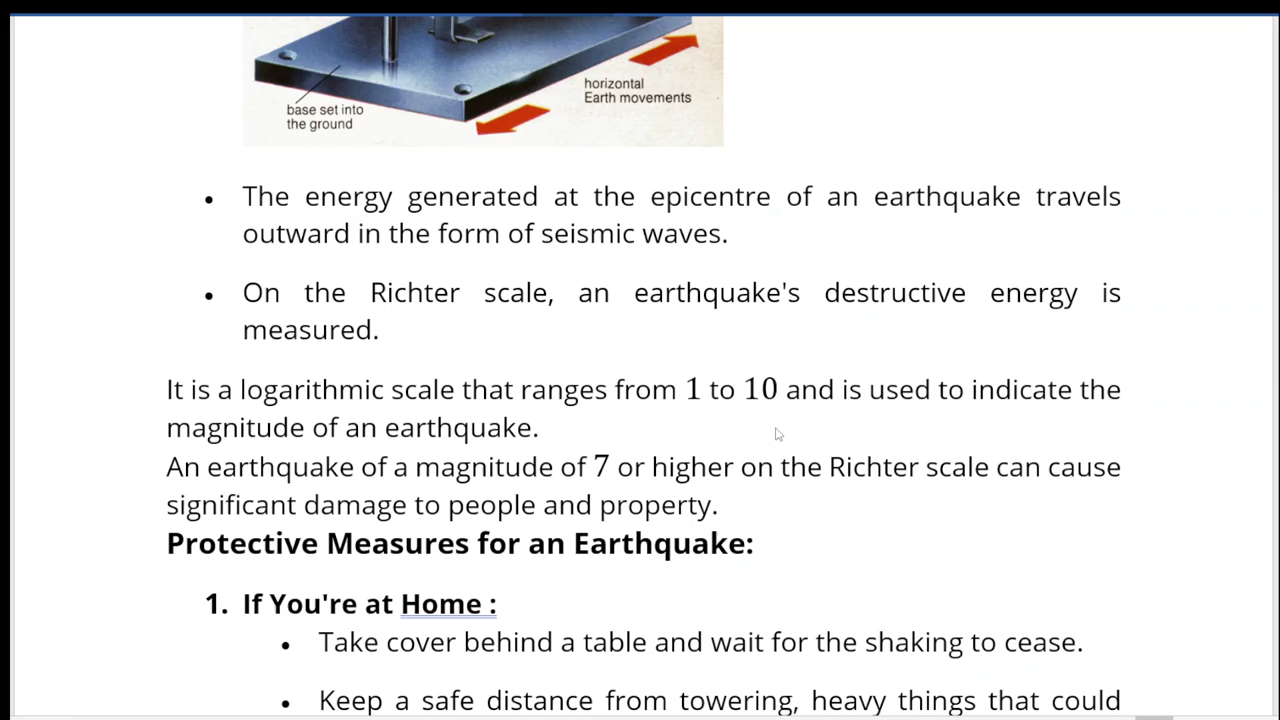 horizontal
Earth movements
base set into
the ground
• The energy generated at the epicentre of an earthquake travels
outward in the form of seismic waves.
• On the Richter scale, an earthquake's destructive energy is
measured.
It is a logarithmic scale that ranges from 1 to 10 and is used to indicate the
magnitude of an earthquake.
An earthquake of a magnitude of 7 or higher on the Richter scale can cause
significant damage to people and property.
Protective Measures for an Earthquake:
1. If You're at Home :
• Take cover behind a table and wait for the shaking to cease.
• Keep a safe distance from towering, heavy things that could